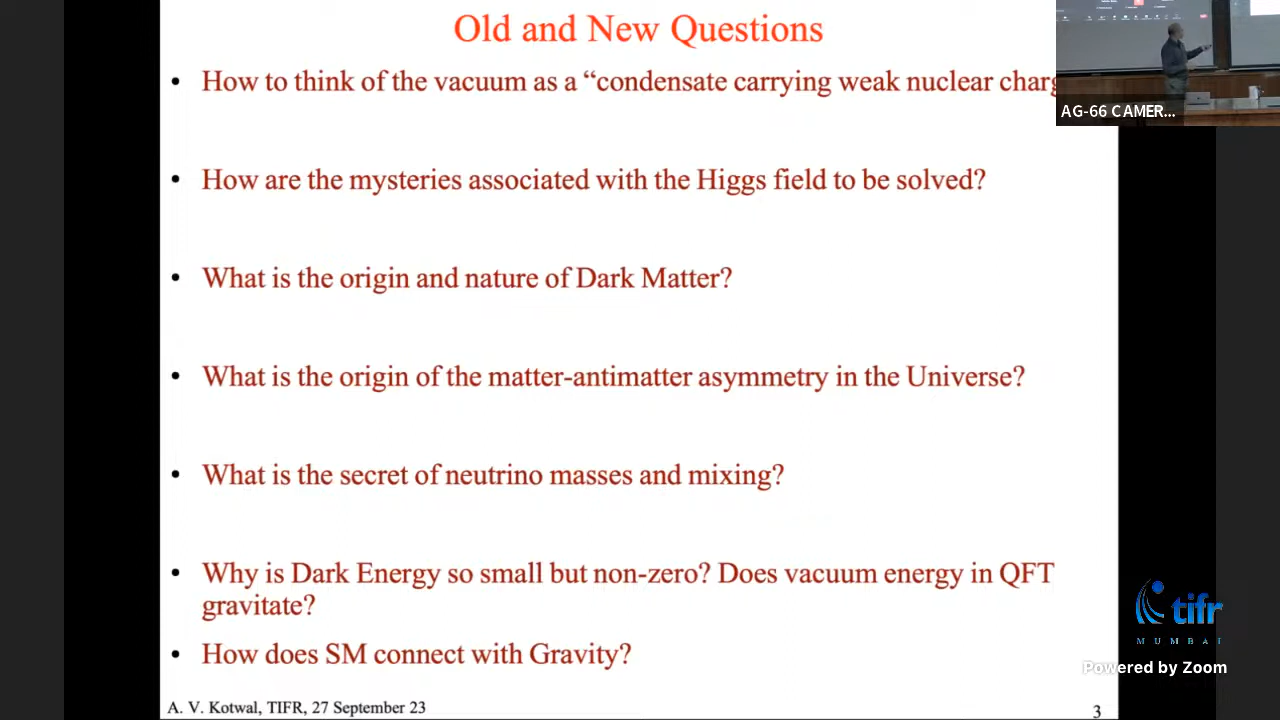 Old and New Questions
• How to think of the vacuum as a “condensate carrying weak nuclear charg
• How are the mysteries associated with the Higgs field to be solved?
• What is the origin and nature of Dark Matter?
• What is the origin of the matter-antimatter asymmetry in the Universe?
• What is the secret of neutrino masses and mixing?
• Why is Dark Energy so small but non-zero? Does vacuum energy in QFT
gravitate?
• How does SM connect with Gravity?
A. V. Kotwal, TIFR, 27 September 23
3
AG-66 CAMER...
tifr
MUMBAI
Powered by Zoom